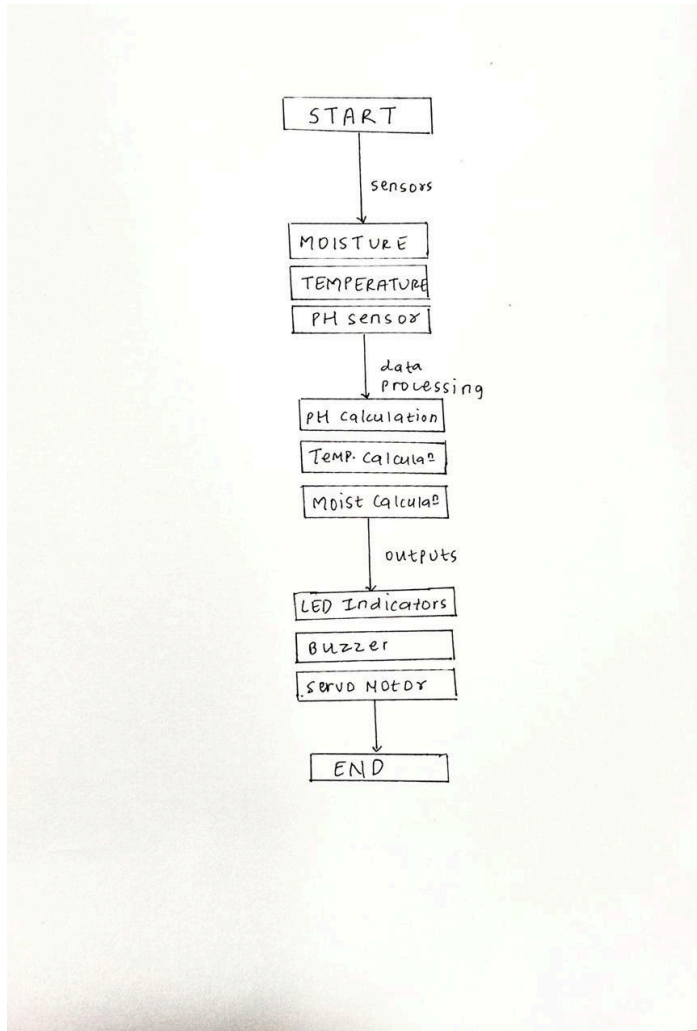 START
sensors
MOISTURE
TEMPERATURE
PH sensor
data
processing
PH Calculation
TEMP. Calculaⁿ
Moist Calculaⁿ
outputs
LED Indicators
Buzzer
Servo Motor
END